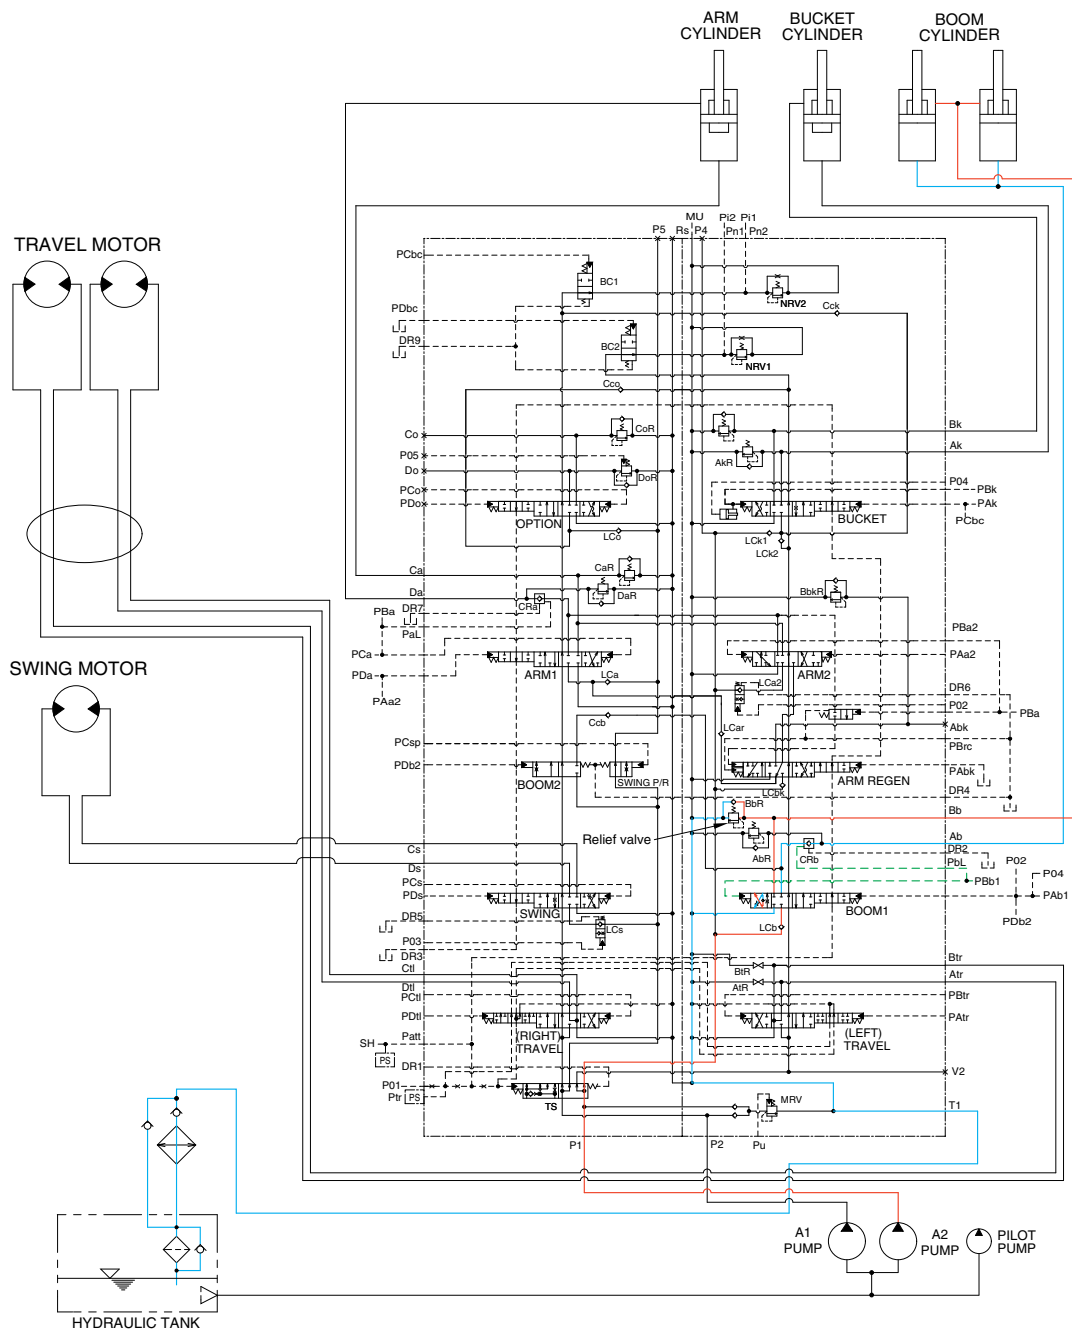 ARM
CYLINDER
BUCKET
CYLINDER
BOOM
CYLINDER
TRAVEL MOTOR
SWING MOTOR
P5
Rs
MU
P4
Pi2
Pn1
Pi1
Pn2
PCbc
BC1
NRV2
Cck
PDbc
DR9
BC2
NRV1
Cco
Co
CoR
Bk
Ak
P05
Do
DoR
AkR
P04
PCo
PBk
PDo
PAk
OPTION
BUCKET
PCbc
LCo
LCk1
LCk2
Ca
CaR
Da
DaR
BbkR
CRa
PBa
DR7
PaL
PBa2
PCa
PAa2
PDa
ARM1
ARM2
PAa2
LCa
LCa2
DR6
P02
PBa
Ccb
LCar
Abk
PCsp
PBrc
PDb2
PAbk
BOOM2
SWING P/R
ARM REGEN
LCbk
DR4
BbR
Bb
Relief valve
AbR
CRb
Ab
DR2
PbL
P02
Cs
Ds
PCs
PBb1
P04
PDs
PAb1
SWING
BOOM1
PDb2
DR5
LCs
LCb
P03
DR3
Ctl
BtR
Btr
AtR
Atr
Dtl
PCtl
PBtr
PDtl
PAtr
(RIGHT)
TRAVEL
(LEFT)
TRAVEL
Patt
SH
PS
DR1
P01
Ptr
PS
TS
V2
MRV
T1
P1
P2
Pu
A1
PUMP
A2
PUMP
PILOT
PUMP
HYDRAULIC TANK